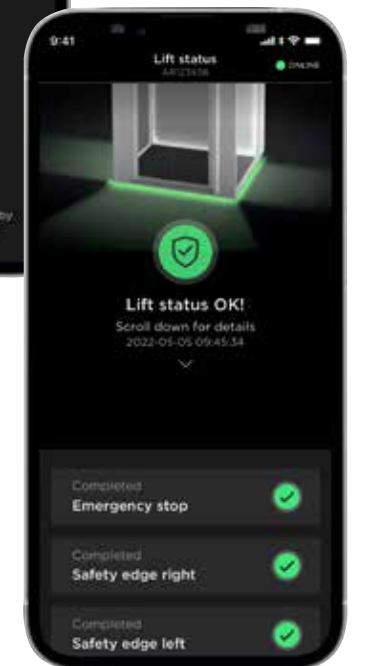 by
9:41
Lift status
ONLINE
Lift status OK!
Scroll down for details
2022-05-05 09:45:34
Completed
Emergency stop
Completed
Safety edge right
Completed
Safety edge left